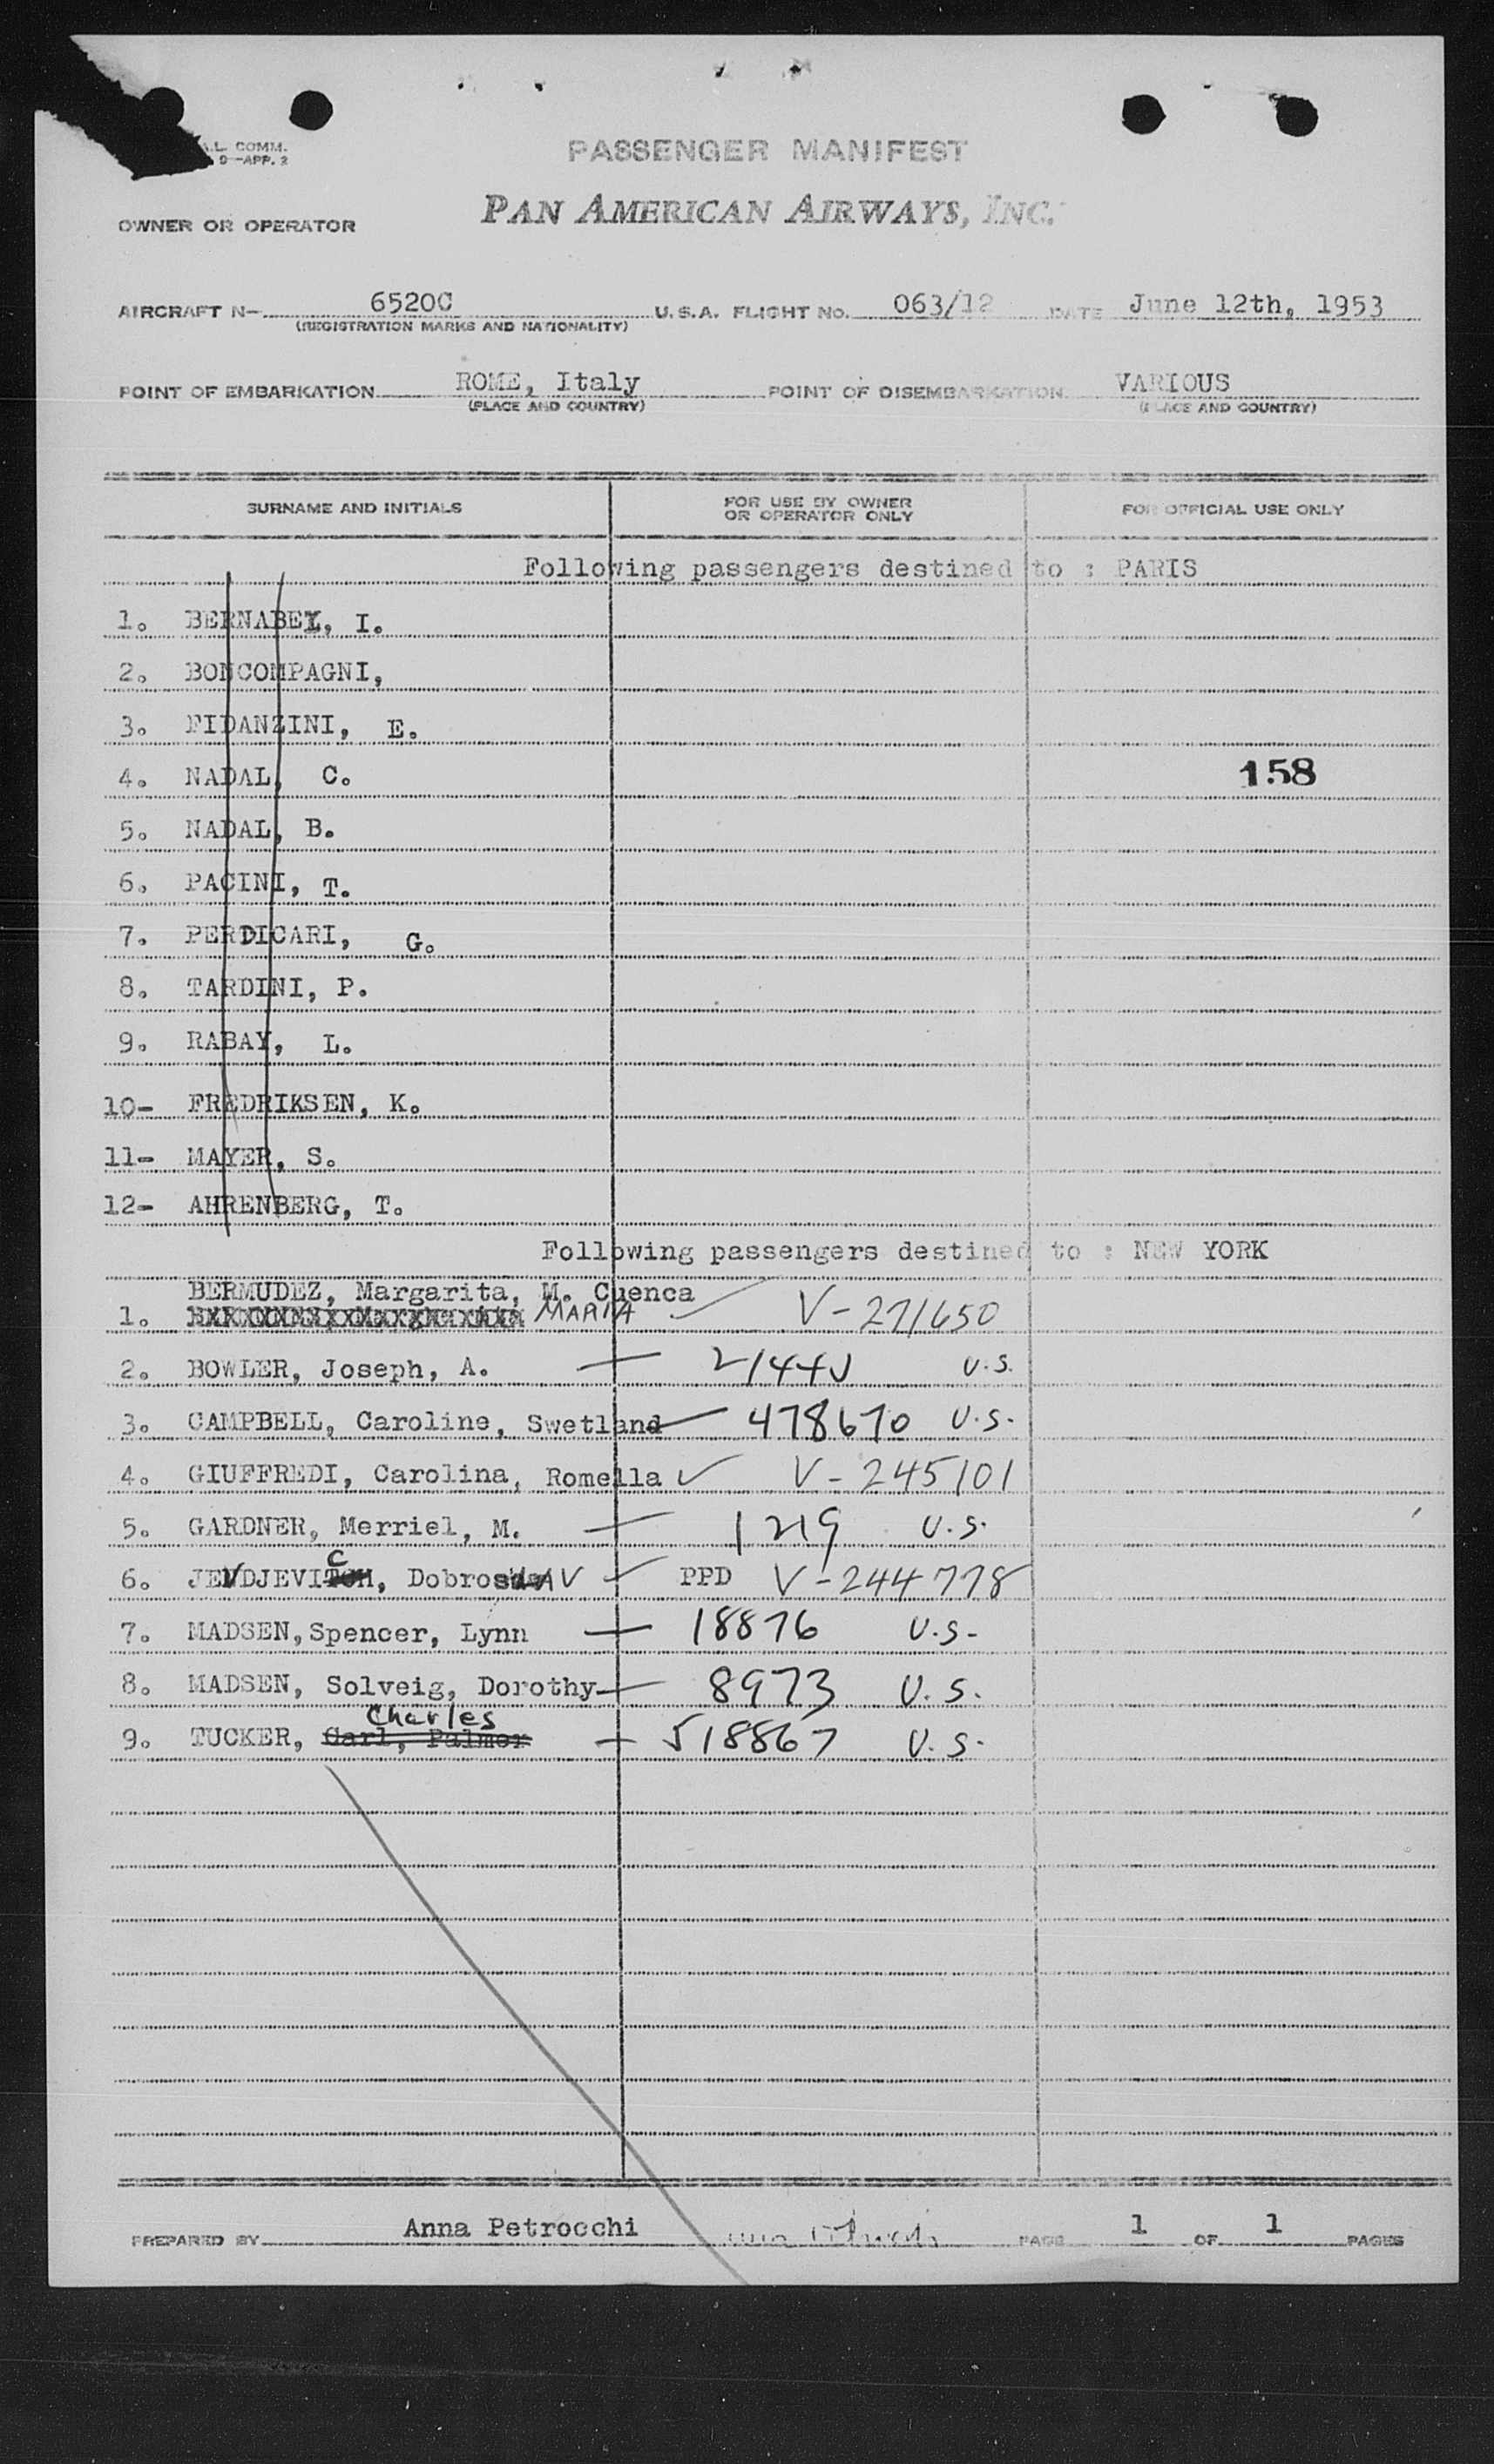 A.L. COMM.
9—APP. 2
PASSENGER MANIFEST
PAN AMERICAN AIRWAYS, INC.
OWNER OR OPERATOR
AIRCRAFT N— 6520C U.S.A. FLIGHT NO. 063/12 DATE June 12th, 1953
(REGISTRATION MARKS AND NATIONALITY)
POINT OF EMBARKATION ROME, Italy POINT OF DISEMBARKATION VARIOUS
(PLACE AND COUNTRY) (PLACE AND COUNTRY)
SURNAME AND INITIALS FOR USE BY OWNER OR OPERATOR ONLY FOR OFFICIAL USE ONLY
Following passengers destined to : PARIS
1. BERNABEI, I.
2. BONCOMPAGNI,
3. FIDANZINI, E.
4. NADAL, C. 158
5. NADAL, B.
6. PACINI, T.
7. PERDICARI, G.
8. TARDINI, P.
9. RABAY, L.
10- FREDRIKSEN, K.
11- MAYER, S.
12- AHRENBERG, T.
Following passengers destined to : NEW YORK
BERMUDEZ, Margarita, M. Cuenca
1. MARIA V-271650
2. BOWLER, Joseph, A. U.S.
3. CAMPBELL, Caroline, Swetland 478670 U.S.
4. GIUFFREDI, Carolina, Romella V-245101
5. GARDNER, Merriel, M. 1219 U.S.
6. JEVDJEVIC, Dobroslav PPD V-244778
7. MADSEN, Spencer, Lynn 18876 U.S.
8. MADSEN, Solveig, Dorothy 8973 U.S.
Charles
9. TUCKER, Carl, Palmer 518867 U.S.
PREPARED BY Anna Petrocchi PAGE 1 OF 1 PAGES